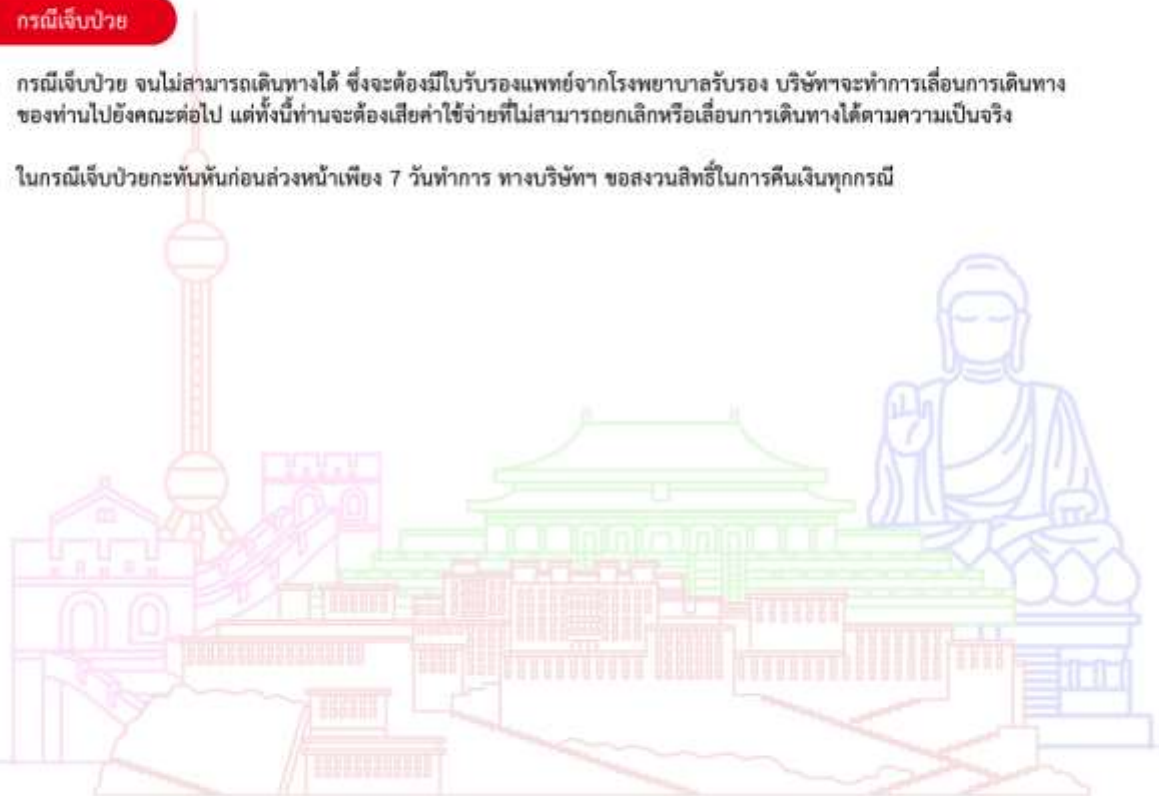 กรณีเจ็บป่วย
กรณีเจ็บป่วย จนไม่สามารถเดินทางได้ ซึ่งจะต้องมีใบรับรองแพทย์จากโรงพยาบาลรับรอง บริษัทฯจะทำการเลื่อนการเดินทาง
ของท่านไปยังคณะต่อไป แต่ทั้งนี้ท่านจะต้องเสียค่าใช้จ่ายที่ไม่สามารถยกเลิกหรือเลื่อนการเดินทางได้ตามความเป็นจริง
ในกรณีเจ็บป่วยกะทันหันก่อนล่วงหน้าเพียง 7 วันทำการ ทางบริษัทฯ ขอสงวนสิทธิ์ในการคืนเงินทุกกรณี